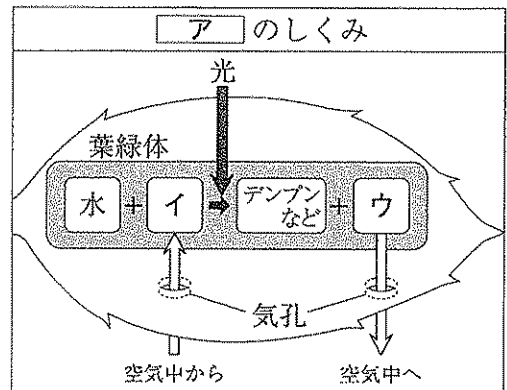 ア のしくみ
光
葉緑体
水 + イ → デンプンなど + ウ
気孔
空気中から 空気中へ